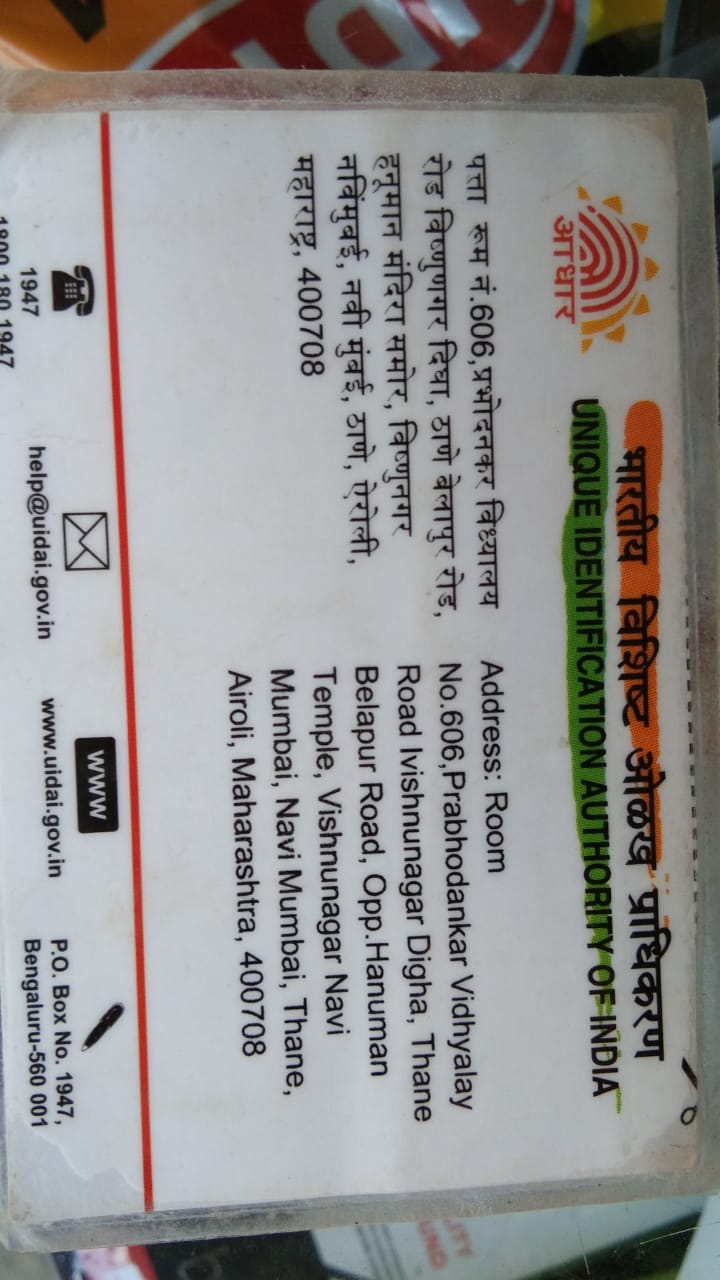 आधार
भारतीय विशिष्ट ओळख प्राधिकरण
UNIQUE IDENTIFICATION AUTHORITY OF INDIA
पत्ता रूम नं.606,प्रभोदनकर विध्यालय
रोड विष्णुणगर दिघा, ठाणे बेलापुर रोड,
हनुमान मंदिरा समोर, विष्णुनगर
नविंमुबई, नवी मुंबई, ठाणे, ऐरोली,
महाराष्ट्र, 400708
Address: Room
No.606,Prabhodankar Vidhyalay
Road Ivishnunagar Digha, Thane
Belapur Road, Opp.Hanuman
Temple, Vishnunagar Navi
Mumbai, Navi Mumbai, Thane,
Airoli, Maharashtra, 400708
1947
1800 180 1947
help@uidai.gov.in
www
www.uidai.gov.in
P.O. Box No. 1947,
Bengaluru-560 001